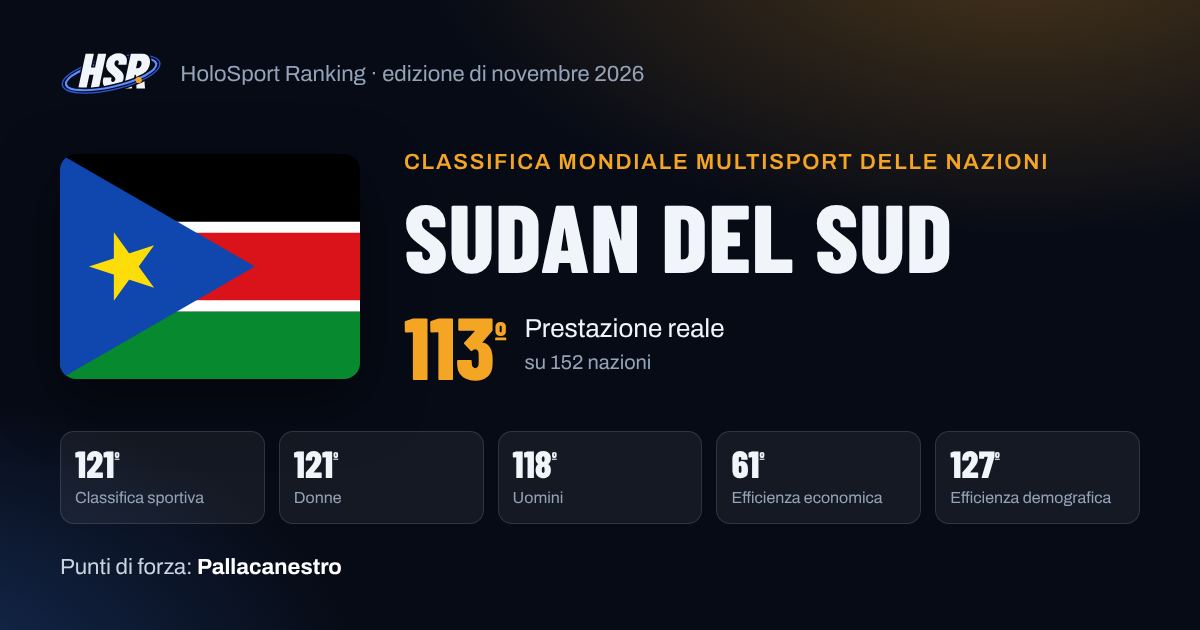 HSR
HoloSport Ranking · edizione di novembre 2026
CLASSIFICA MONDIALE MULTISPORT DELLE NAZIONI
SUDAN DEL SUD
113º
Prestazione reale
su 152 nazioni
121º
Classifica sportiva
121º
Donne
118º
Uomini
61º
Efficienza economica
127º
Efficienza demografica
Punti di forza: Pallacanestro